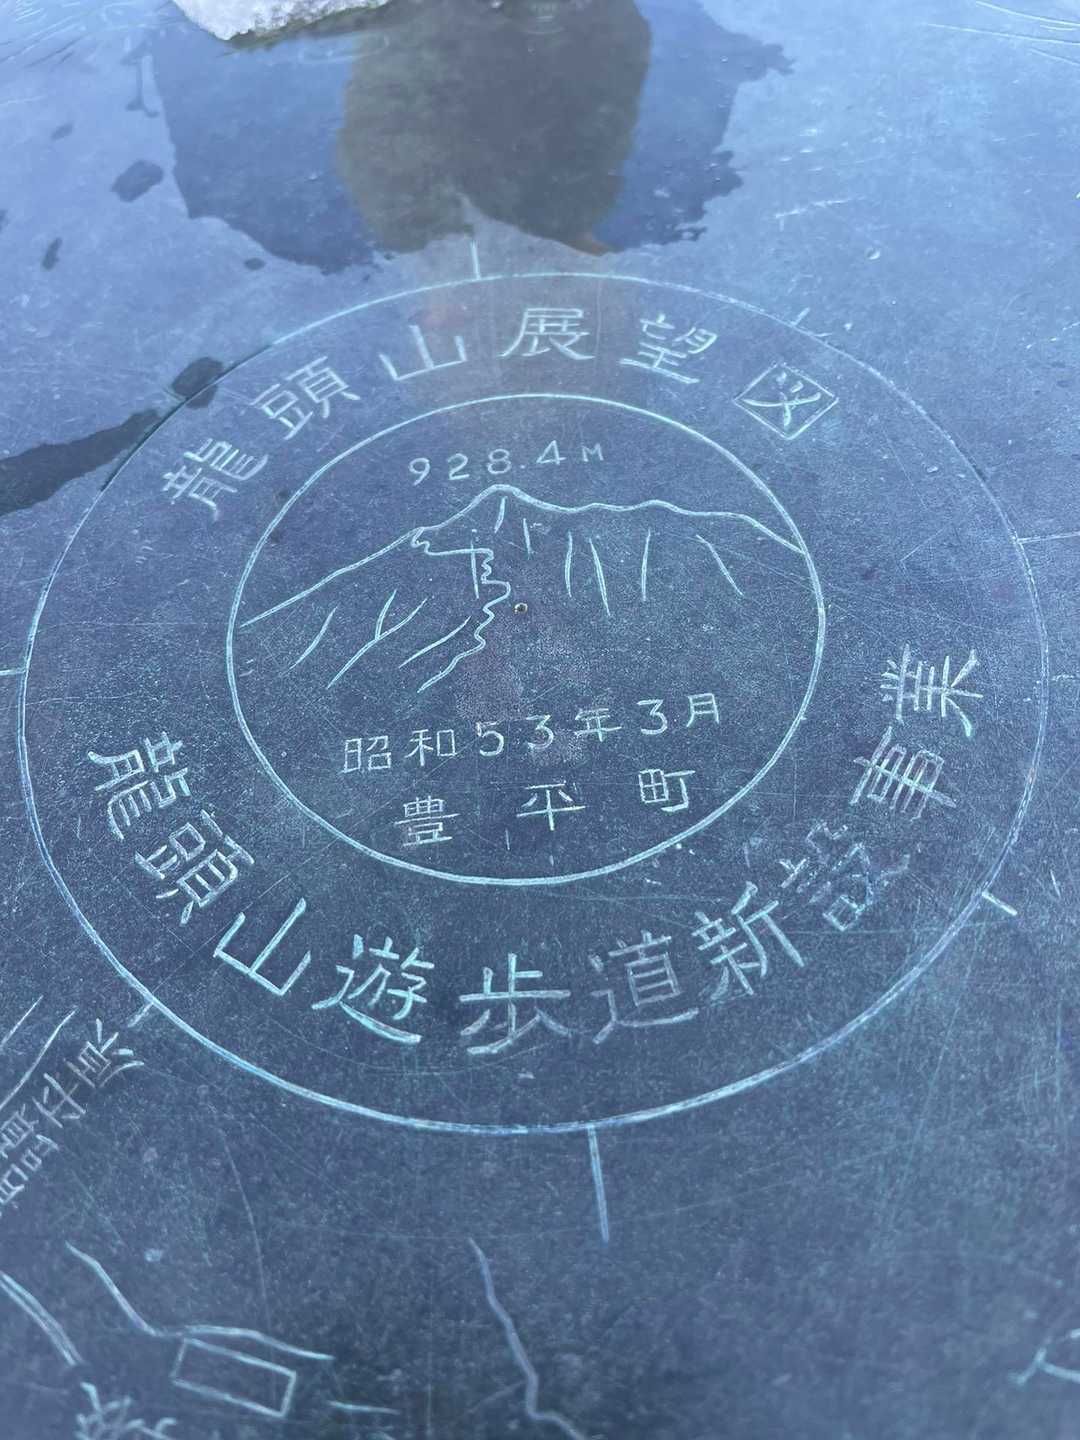 龍頭山展望図
928.4M
昭和53年3月
豊平町
龍頭山遊歩道新設事業